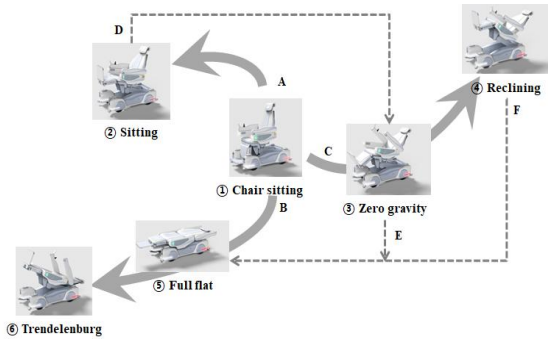 D
④ Reclining
A
② Sitting
F
C
① Chair sitting
③ Zero gravity
B
E
⑤ Full flat
⑥ Trendelenburg